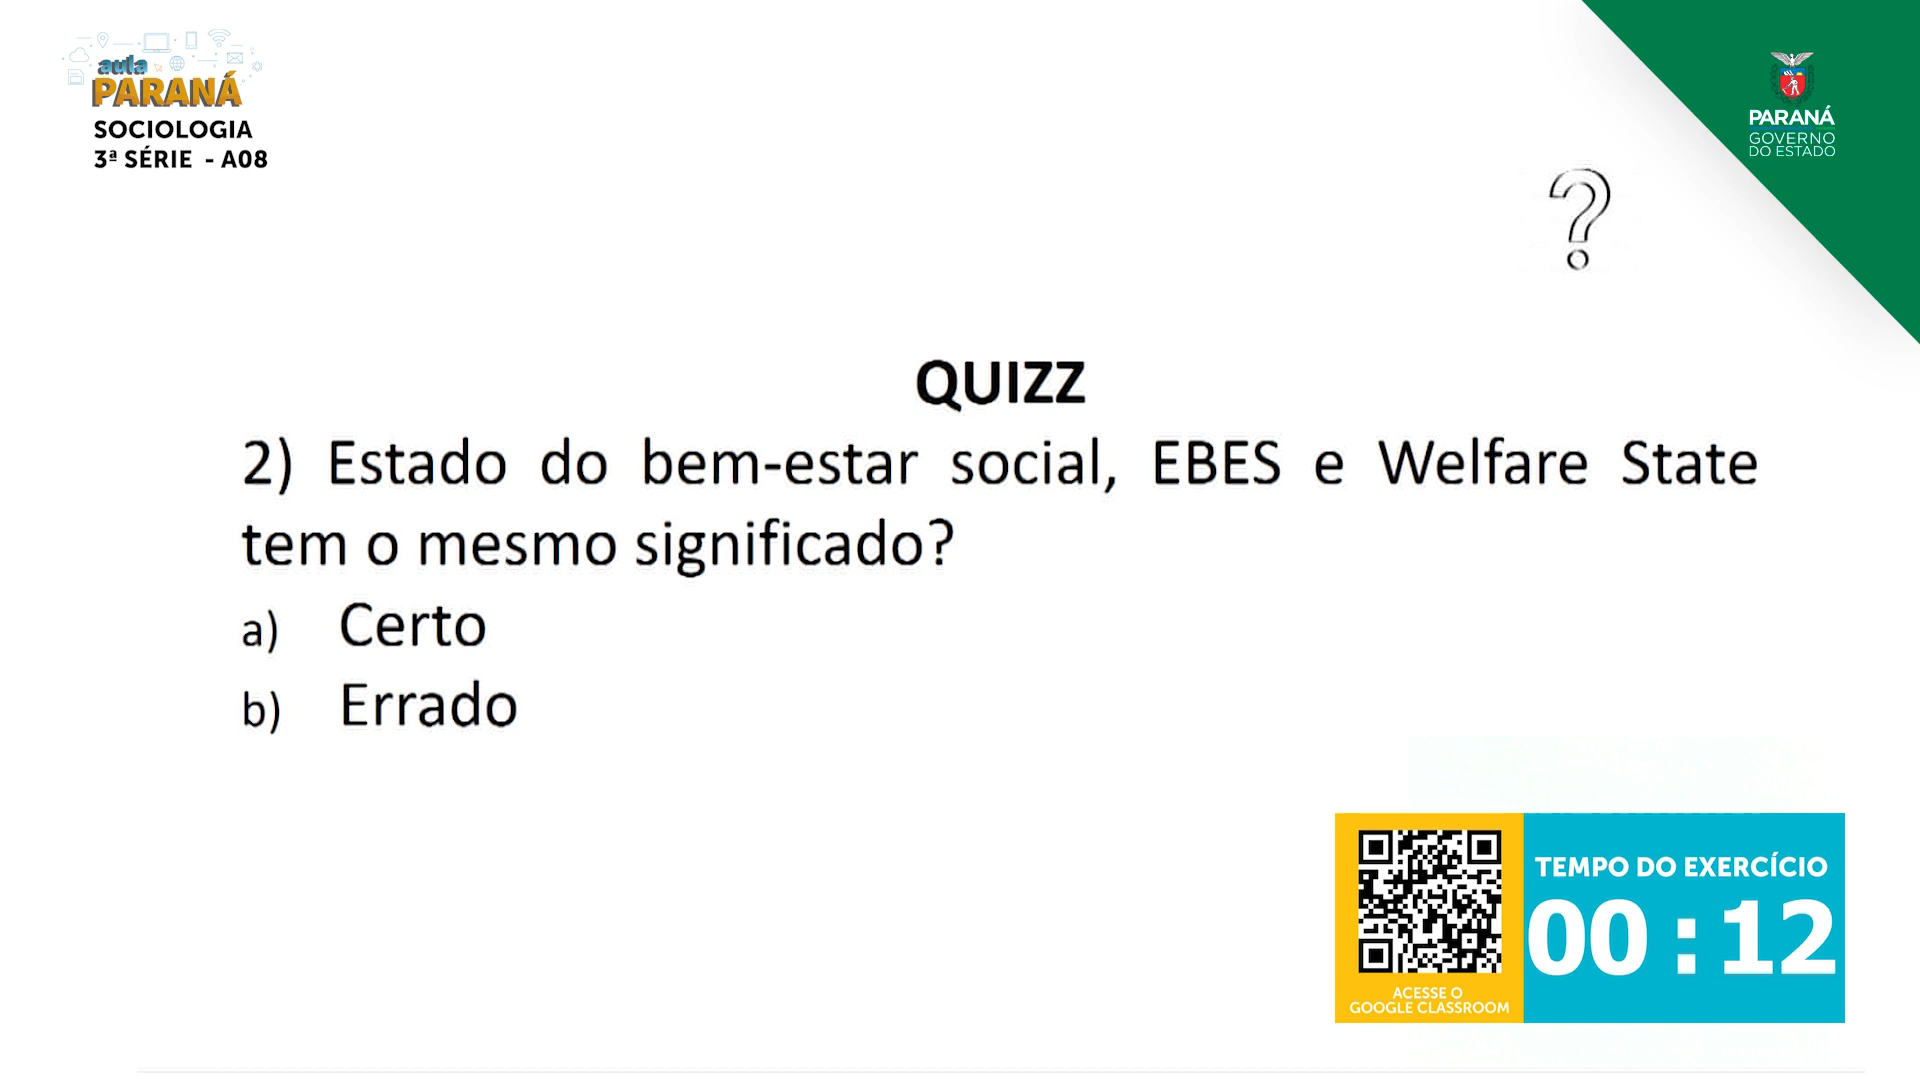 aula
PARANÁ
SOCIOLOGIA
3ª SÉRIE - A08
PARANÁ
GOVERNO
DO ESTADO
?
QUIZZ
2) Estado do bem-estar social, EBES e Welfare State
tem o mesmo significado?
a) Certo
b) Errado
ACESSE O
GOOGLE CLASSROOM
TEMPO DO EXERCÍCIO
00 : 12